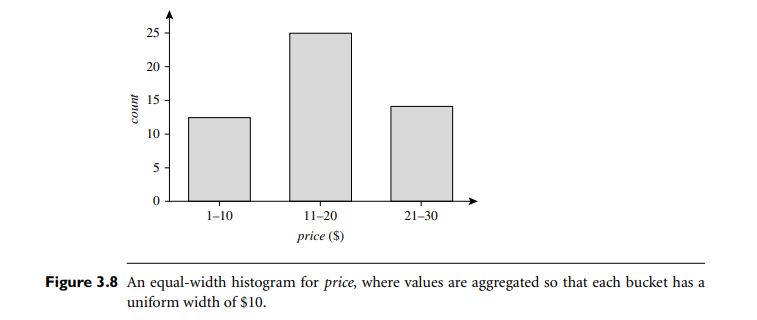 25
20
15
10
5
0
count
1–10
11–20
21–30
price ($)
Figure 3.8 An equal-width histogram for price, where values are aggregated so that each bucket has a
uniform width of $10.